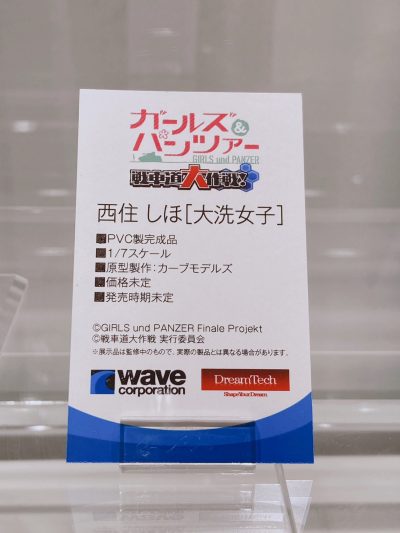 ガールズ&パンツァー
GIRLS und PANZER
戦車道大作戦!
西住 しほ[大洗女子]
■PVC製完成品
■1/7スケール
■原型製作:カーブモデルズ
■価格未定
■発売時期未定
©GIRLS und PANZER Finale Projekt
©戦車道大作戦 実行委員会
※展示品は監修中のもので、実際の製品とは異なる場合があります。
wave corporation
DreamTech
ShapeYourDream